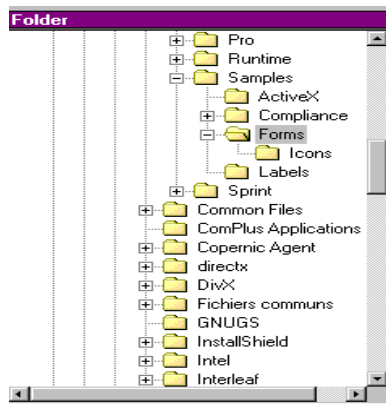 Folder
Pro
Runtime
Samples
ActiveX
Compliance
Forms
Icons
Labels
Sprint
Common Files
ComPlus Applications
Copernic Agent
directx
DivX
Fichiers communs
GNUGS
InstallShield
Intel
Interleaf